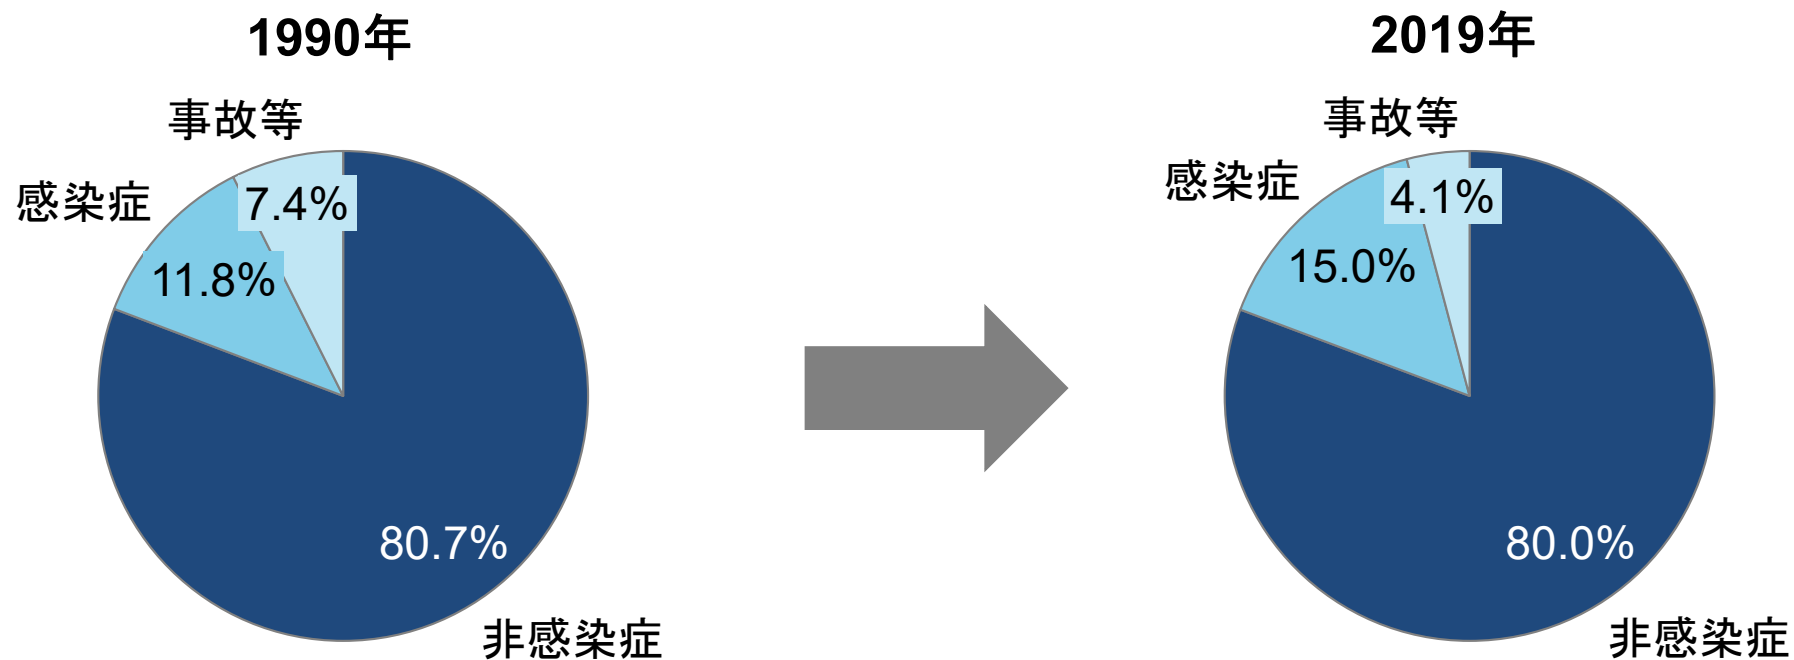 1990年
事故等
感染症
7.4%
11.8%
80.7%
非感染症
2019年
事故等
感染症
4.1%
15.0%
80.0%
非感染症